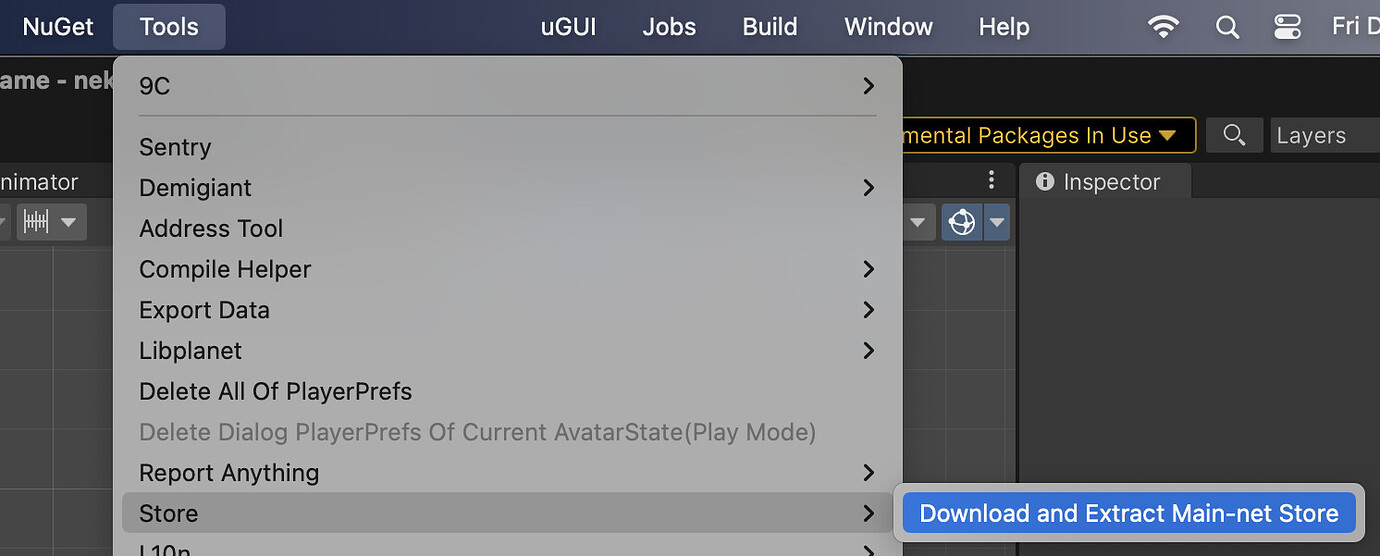 NuGet Tools uGUI Jobs Build Window Help Fri D
ame - nek
9C
mental Packages In Use
Layers
Sentry
nimator
Inspector
Demigiant
Address Tool
Compile Helper
Export Data
Libplanet
Delete All Of PlayerPrefs
Delete Dialog PlayerPrefs Of Current AvatarState(Play Mode)
Report Anything
Store
Download and Extract Main-net Store
L10n